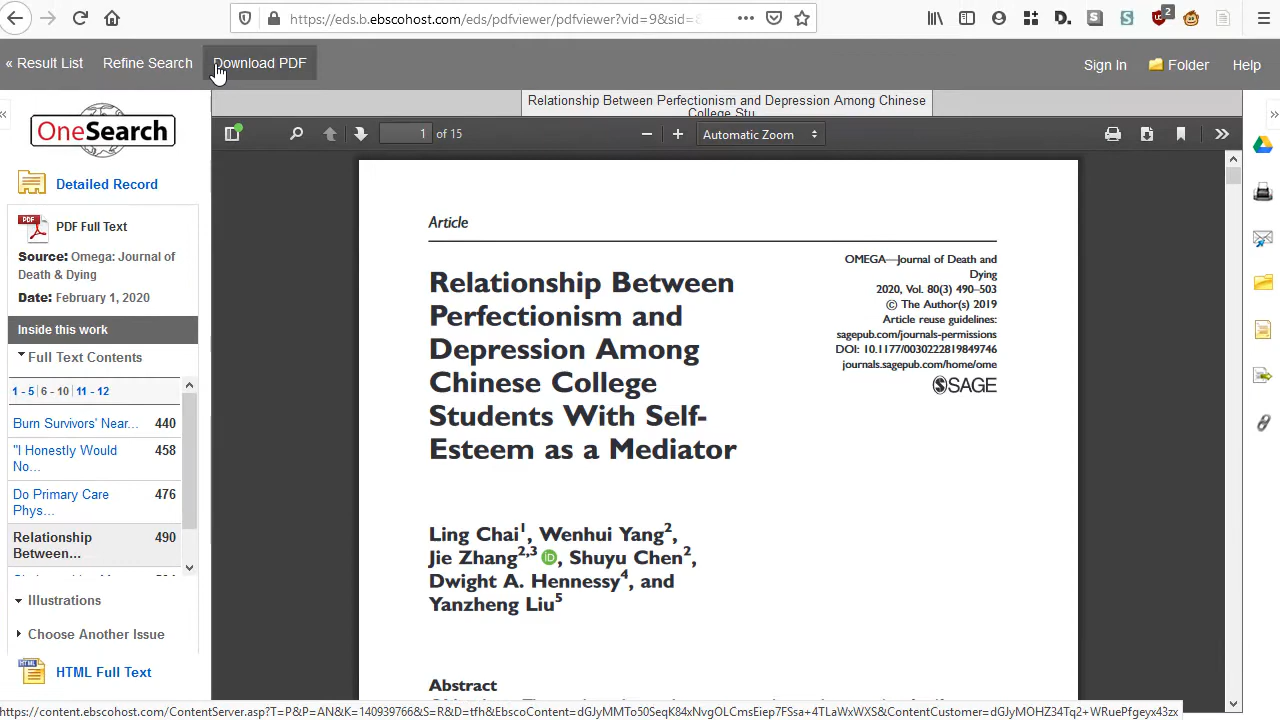 https://eds.b.ebscohost.com/eds/pdfviewer/pdfviewer?vid=9&sid=
2
« Result List
Refine Search
Download PDF
Sign In
Folder
Help
Relationship Between Perfectionism and Depression Among Chinese
College Stu
1 of 15
Automatic Zoom
OneSearch
Detailed Record
PDF
PDF Full Text
Source: Omega: Journal of
Death & Dying
Date: February 1, 2020
Inside this work
Full Text Contents
1 - 5 | 6 - 10 | 11 - 12
Burn Survivors' Near... 440
"I Honestly Would
No... 458
Do Primary Care
Phys... 476
Relationship
Between... 490
Illustrations
Choose Another Issue
HTML
HTML Full Text
Article
Relationship Between
Perfectionism and
Depression Among
Chinese College
Students With Self-
Esteem as a Mediator
OMEGA—Journal of Death and
Dying
2020, Vol. 80(3) 490–503
© The Author(s) 2019
Article reuse guidelines:
sagepub.com/journals-permissions
DOI: 10.1177/0030222819849746
journals.sagepub.com/home/ome
SAGE
Ling Chai1, Wenhui Yang2,
Jie Zhang2,3 iD, Shuyu Chen2,
Dwight A. Hennessy4, and
Yanzheng Liu5
Abstract
https://content.ebscohost.com/ContentServer.asp?T=P&P=AN&K=140939766&S=R&D=tfh&EbscoContent=dGJyMMTo50SeqK84xNvgOLCmsEiep7FSsa+4TLaWxWXS&ContentCustomer=dGJyMOHZ34Tq2+WRuePfgeyx43zx